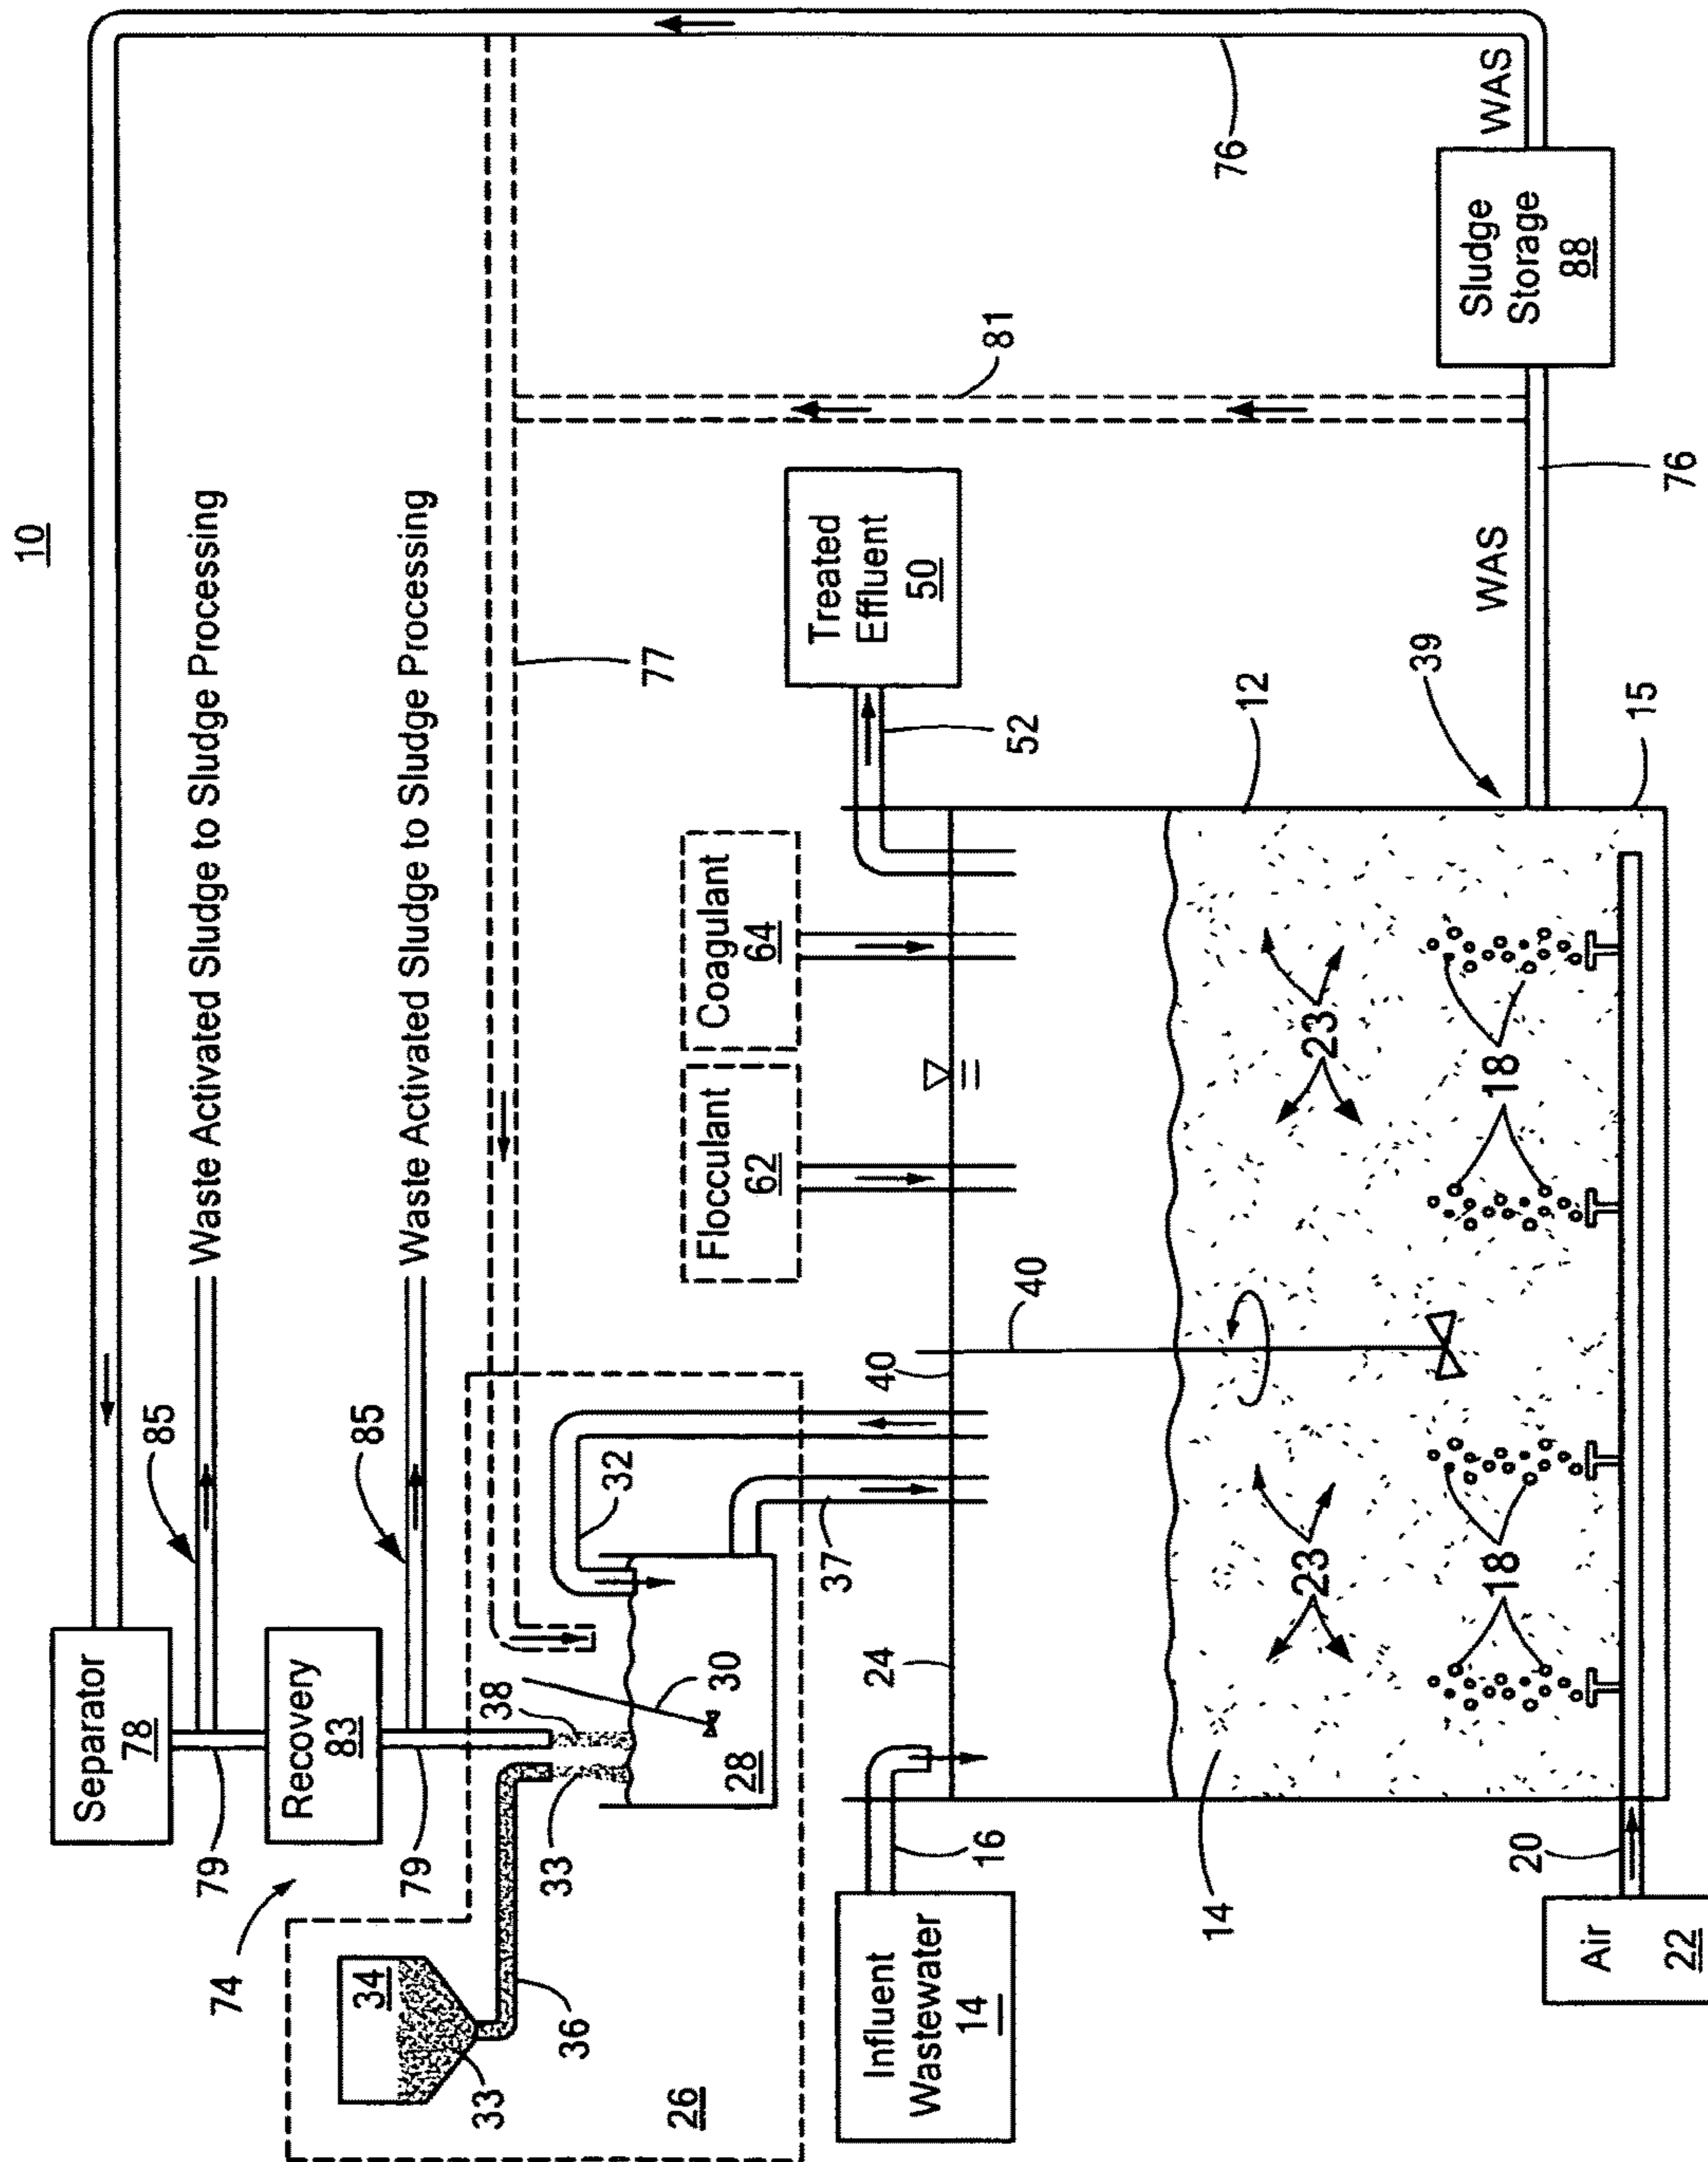 10
Separator
78
85
Waste Activated Sludge to Sludge Processing
79
Recovery
83
85
Waste Activated Sludge to Sludge Processing
79
74
34
33
36
26
33
38
30
28
32
77
37
81
76
Flocculant
62
Coagulant
64
Treated
Effluent
50
52
Influent
Wastewater
14
16
24
40
40
12
39
15
14
23
23
18
18
Air
22
20
WAS
76
Sludge
Storage
88
WAS
76